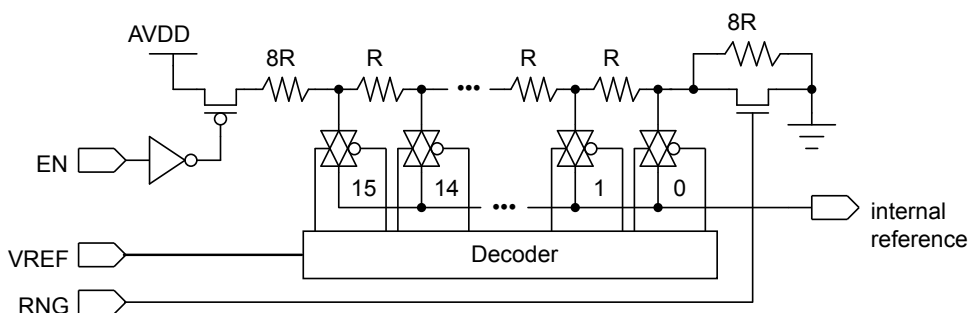 8R
AVDD
8R
R
...
R
R
EN
15
14
1
0
...
internal
reference
VREF
Decoder
RNG